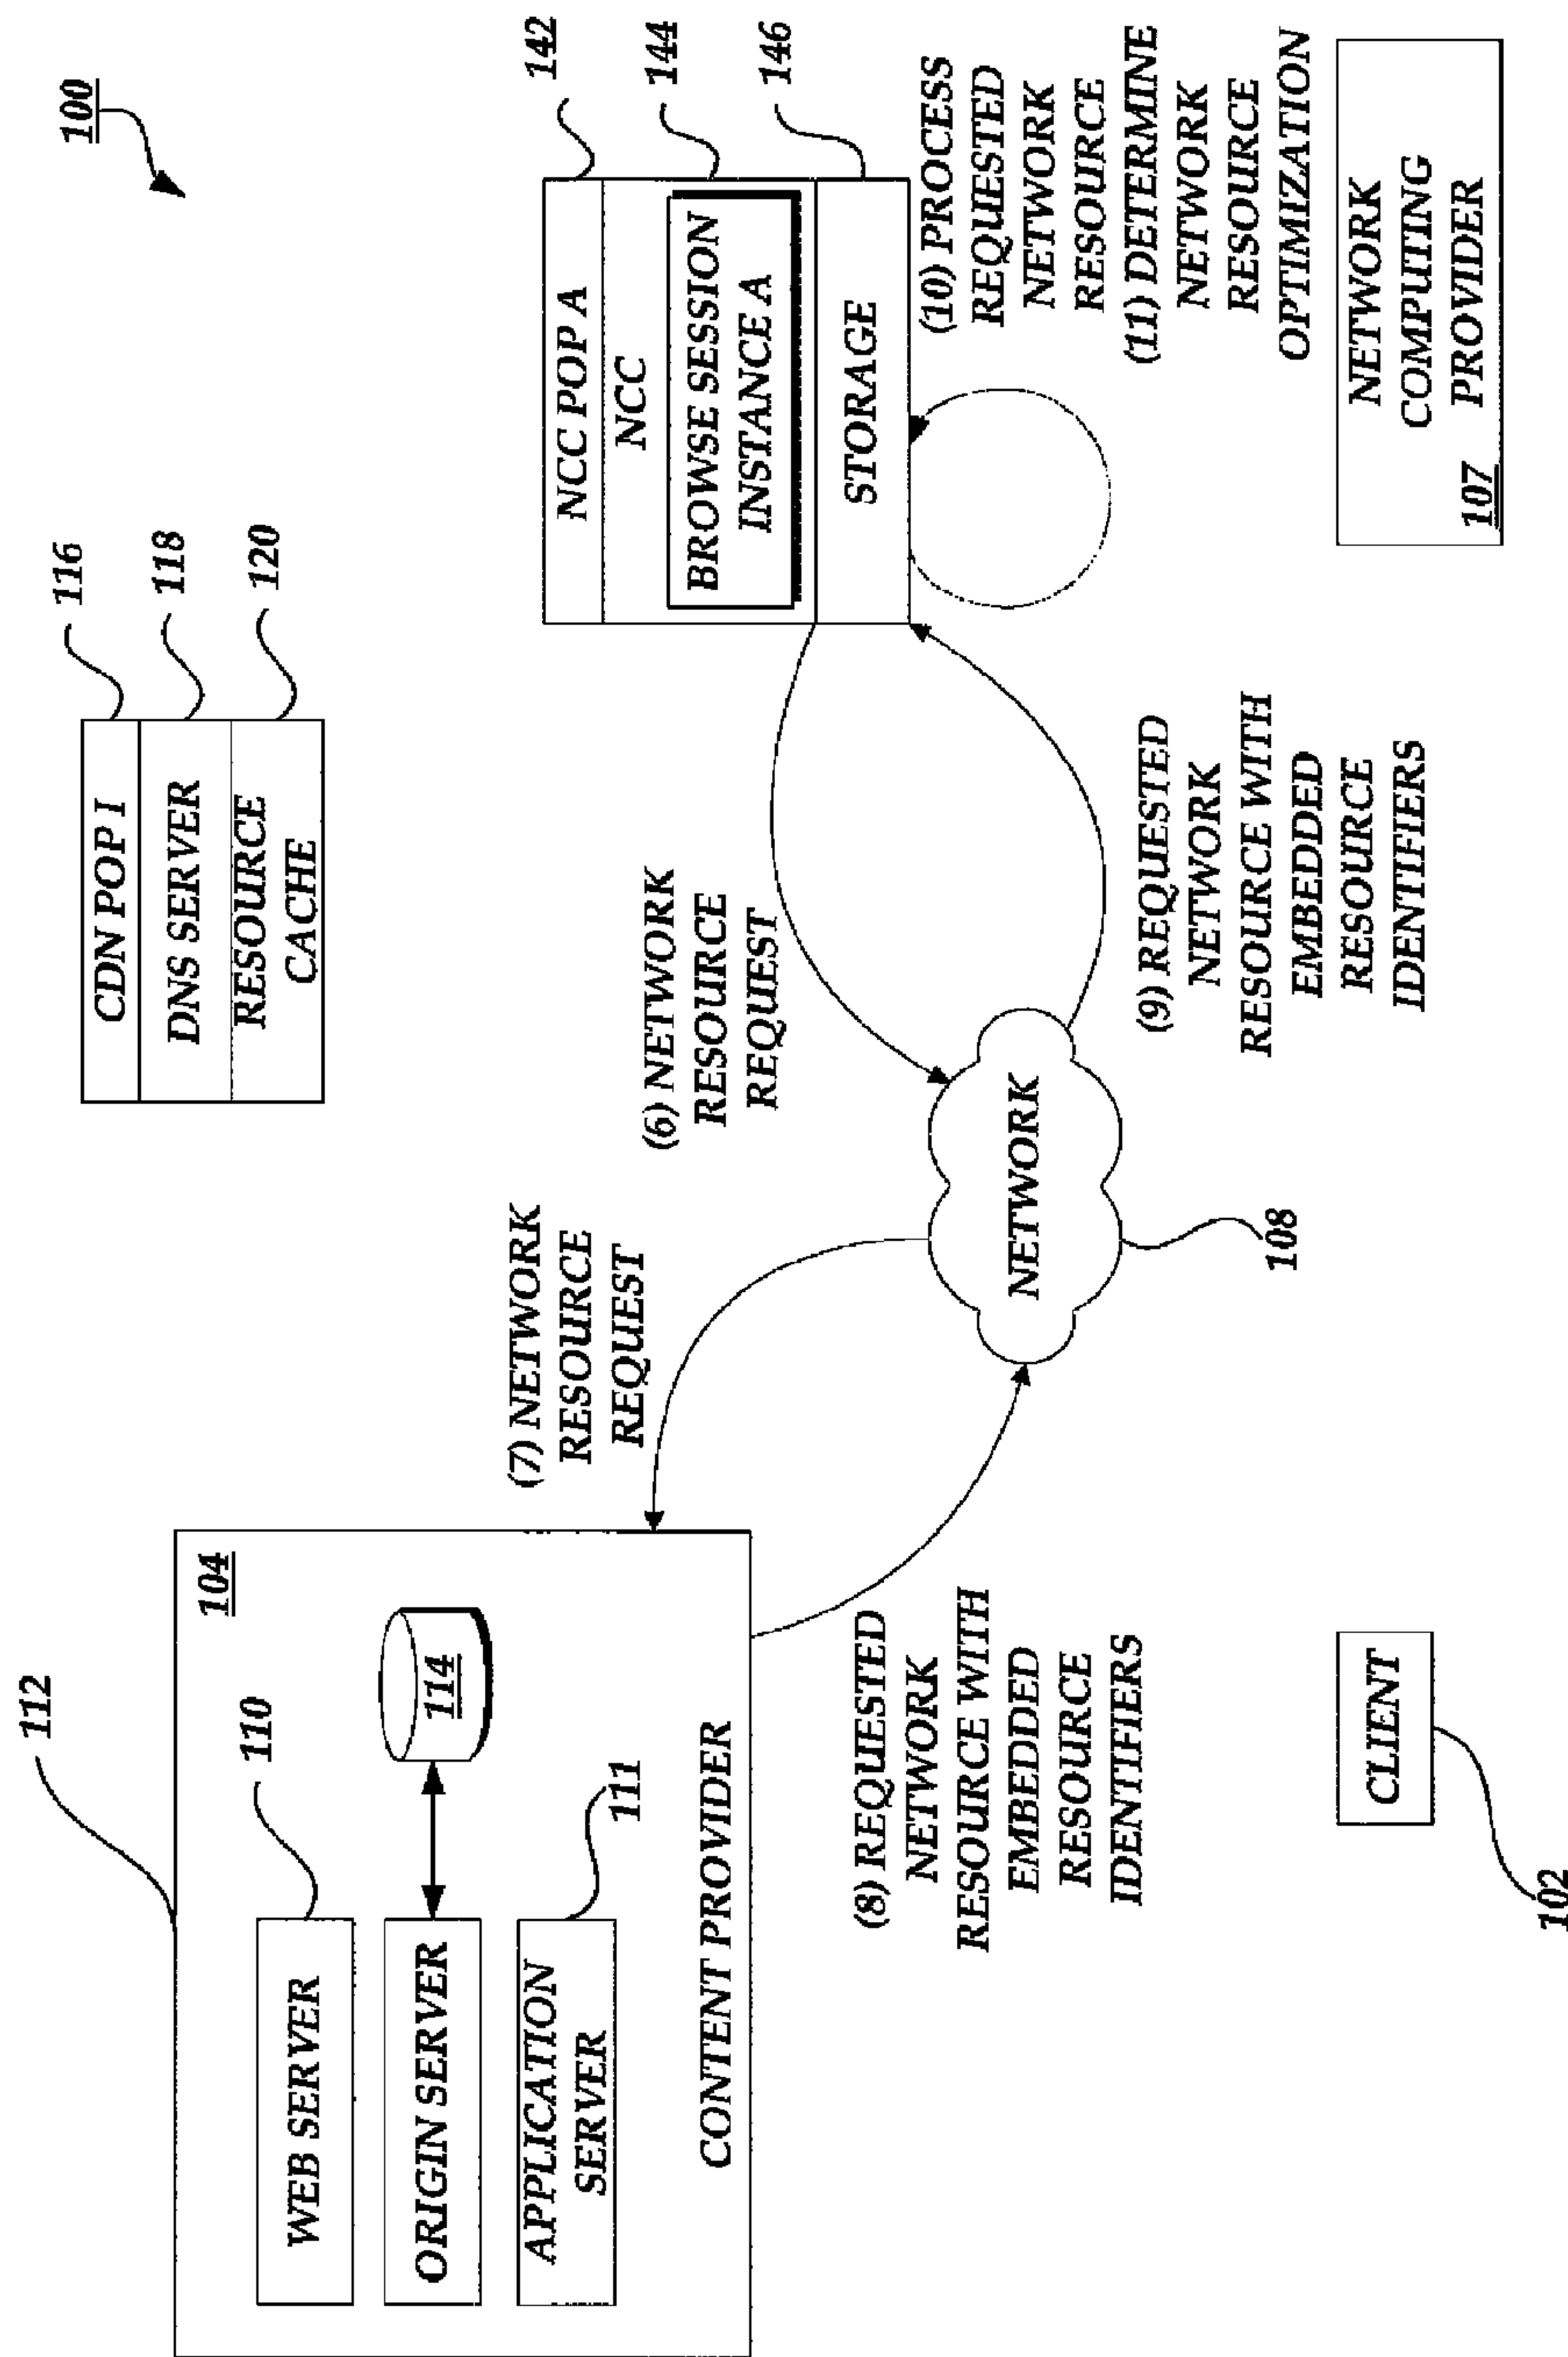 100
112
104
110
WEB SERVER
ORIGIN SERVER
114
APPLICATION
SERVER
111
CONTENT PROVIDER
CDN POP I
DNS SERVER
RESOURCE
CACHE
116
118
120
NCC POP A
NCC
BROWSE SESSION
INSTANCE A
STORAGE
142
144
146
(7) NETWORK
RESOURCE
REQUEST
(6) NETWORK
RESOURCE
REQUEST
(8) REQUESTED
NETWORK
RESOURCE WITH
EMBEDDED
RESOURCE
IDENTIFIERS
NETWORK
108
(9) REQUESTED
NETWORK
RESOURCE WITH
EMBEDDED
RESOURCE
IDENTIFIERS
(10) PROCESS
REQUESTED
NETWORK
RESOURCE
(11) DETERMINE
NETWORK
RESOURCE
OPTIMIZATION
CLIENT
102
NETWORK
COMPUTING
PROVIDER
107